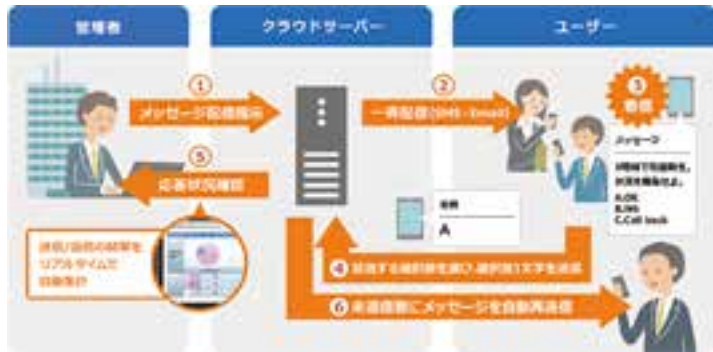 管理者
クラウドサーバー
ユーザー
①
メッセージ配信指示
②
一斉配信(SMS・Email)
③
着信
メッセージ
A.OK
B.NG
C.Call back
⑤
応答状況確認
A
送信/返信の結果を
リアルタイムで
自動集計
④ 該当する選択肢を選び、選択肢1文字を返信
⑥ 未返信者にメッセージを自動再送信